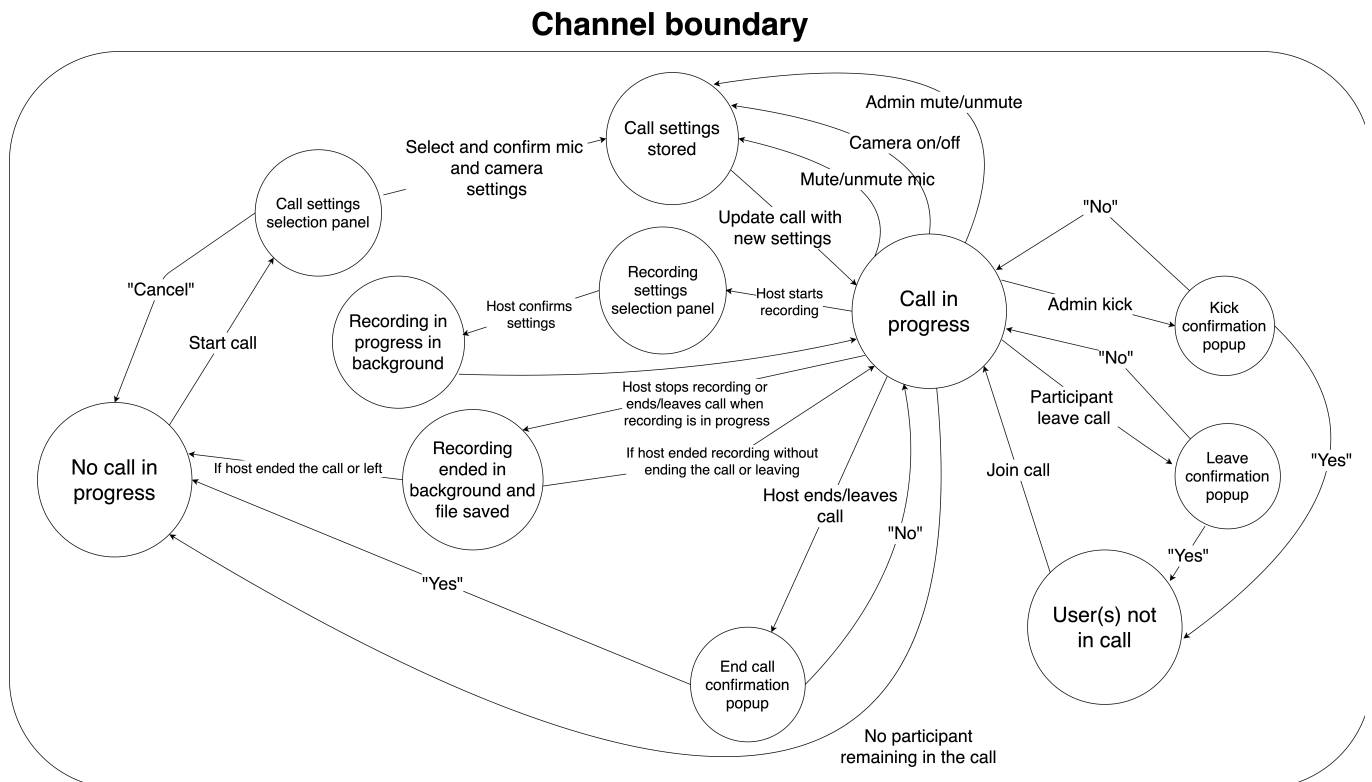 Channel boundary
Admin mute/unmute
Call settings
stored
Camera on/off
Select and confirm mic
and camera
settings
Mute/unmute mic
Call settings
selection panel
Update call with
new settings
"No"
"Cancel"
Start call
Recording
settings
selection panel
Host starts
recording
Call in
progress
Admin kick
Kick
confirmation
popup
Host confirms
settings
Recording in
progress in
background
"No"
Host stops recording or
ends/leaves call when
recording is in progress
Participant
leave call
No call in
progress
If host ended the call or left
Recording
ended in
background and
file saved
If host ended recording without
ending the call or leaving
Join call
Leave
confirmation
popup
"Yes"
Host ends/leaves
call
"No"
"Yes"
"Yes"
User(s) not
in call
End call
confirmation
popup
No participant
remaining in the call